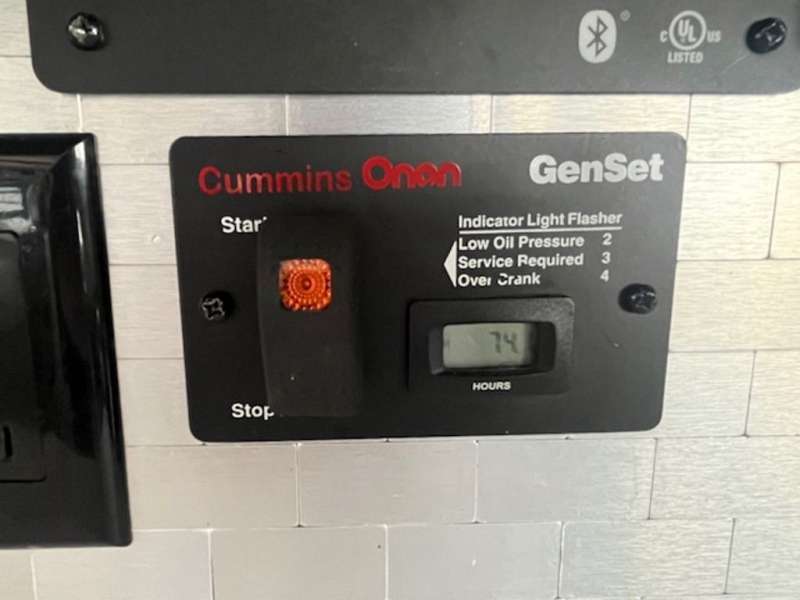 c UL US
LISTED
Cummins Onan GenSet
Start
Indicator Light Flasher
Low Oil Pressure 2
Service Required 3
Over Crank 4
74
HOURS
Stop